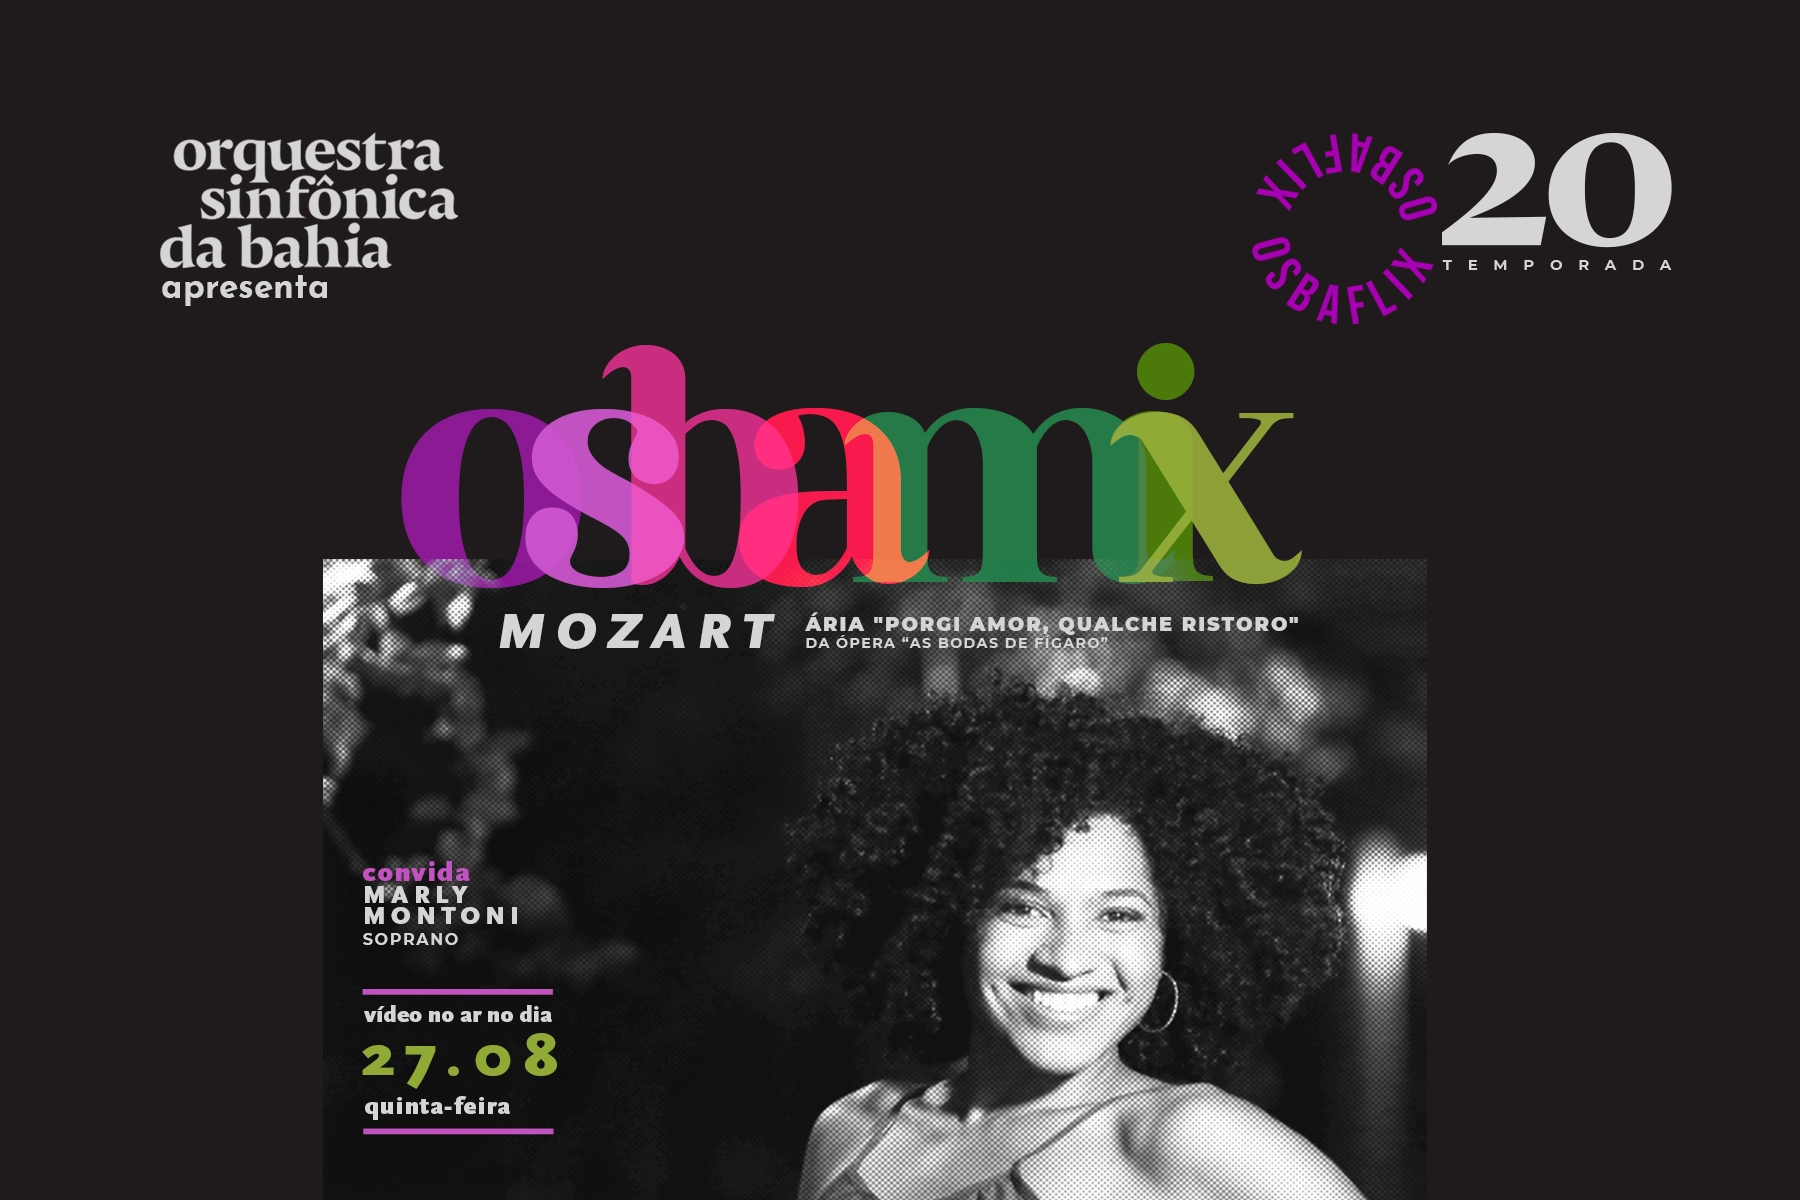 orquestra
sinfônica
da bahia
apresenta
OSBAFLIX OSBAFLIX
20
TEMPORADA
osbamix
MOZART
ÁRIA "PORGI AMOR, QUALCHE RISTORO"
DA ÓPERA “AS BODAS DE FÍGARO”
convida
MARLY
MONTONI
SOPRANO
vídeo no ar no dia
27.08
quinta-feira